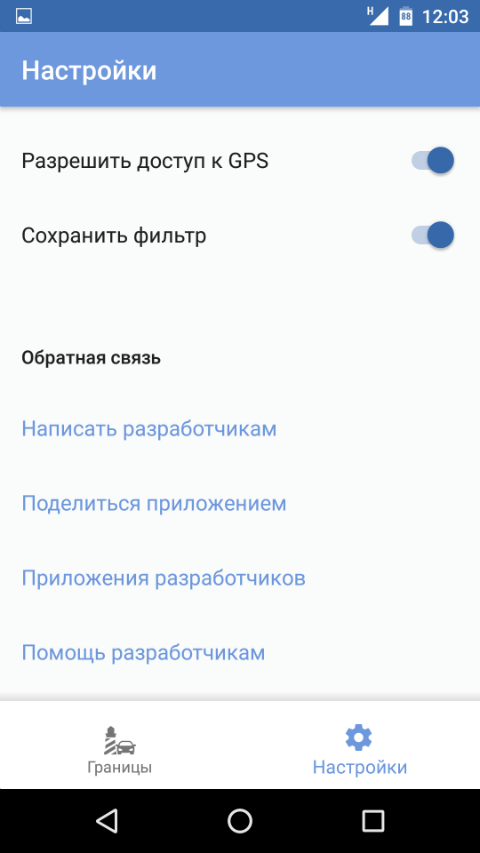 H 88 12:03
Настройки
Разрешить доступ к GPS
Сохранить фильтр
Обратная связь
Написать разработчикам
Поделиться приложением
Приложения разработчиков
Помощь разработчикам
Границы
Настройки